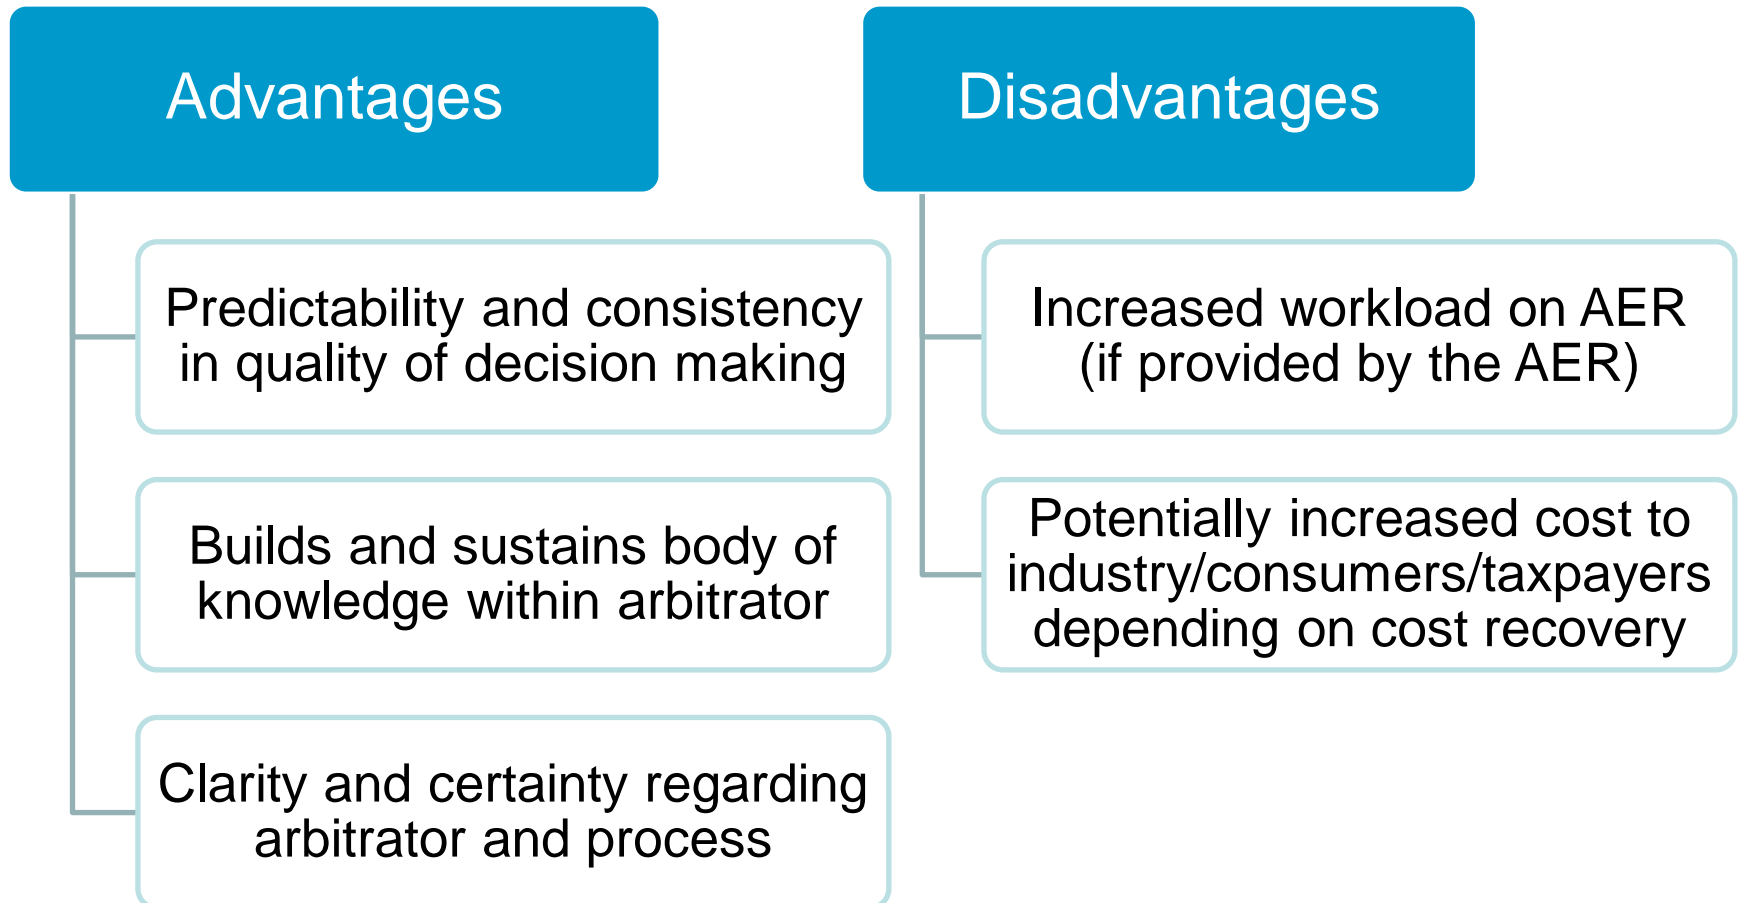 Advantages
Predictability and consistency
in quality of decision making
Builds and sustains body of
knowledge within arbitrator
Clarity and certainty regarding
arbitrator and process
Disadvantages
Increased workload on AER
(if provided by the AER)
Potentially increased cost to
industry/consumers/taxpayers
depending on cost recovery